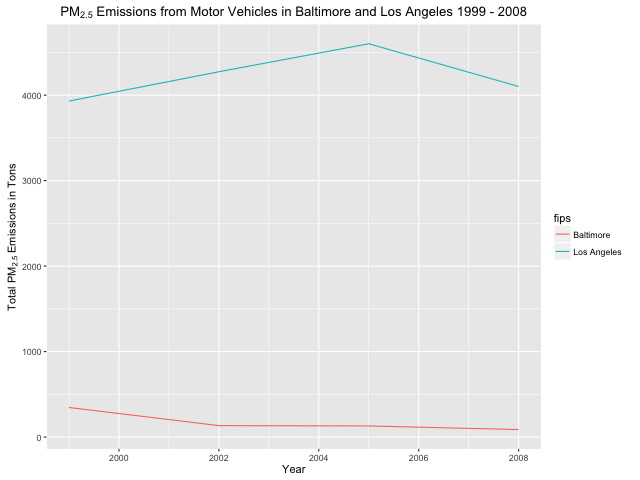 PM2.5 Emissions from Motor Vehicles in Baltimore and Los Angeles 1999 - 2008
Total PM2.5 Emissions in Tons
4000
3000
2000
1000
0
2000 2002 2004 2006 2008
Year
fips
Baltimore
Los Angeles